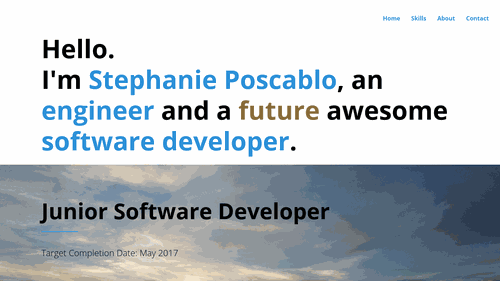 Home Skills About Contact
Hello.
I'm Stephanie Poscablo, an
engineer and a future awesome
software developer.
Junior Software Developer
Target Completion Date: May 2017